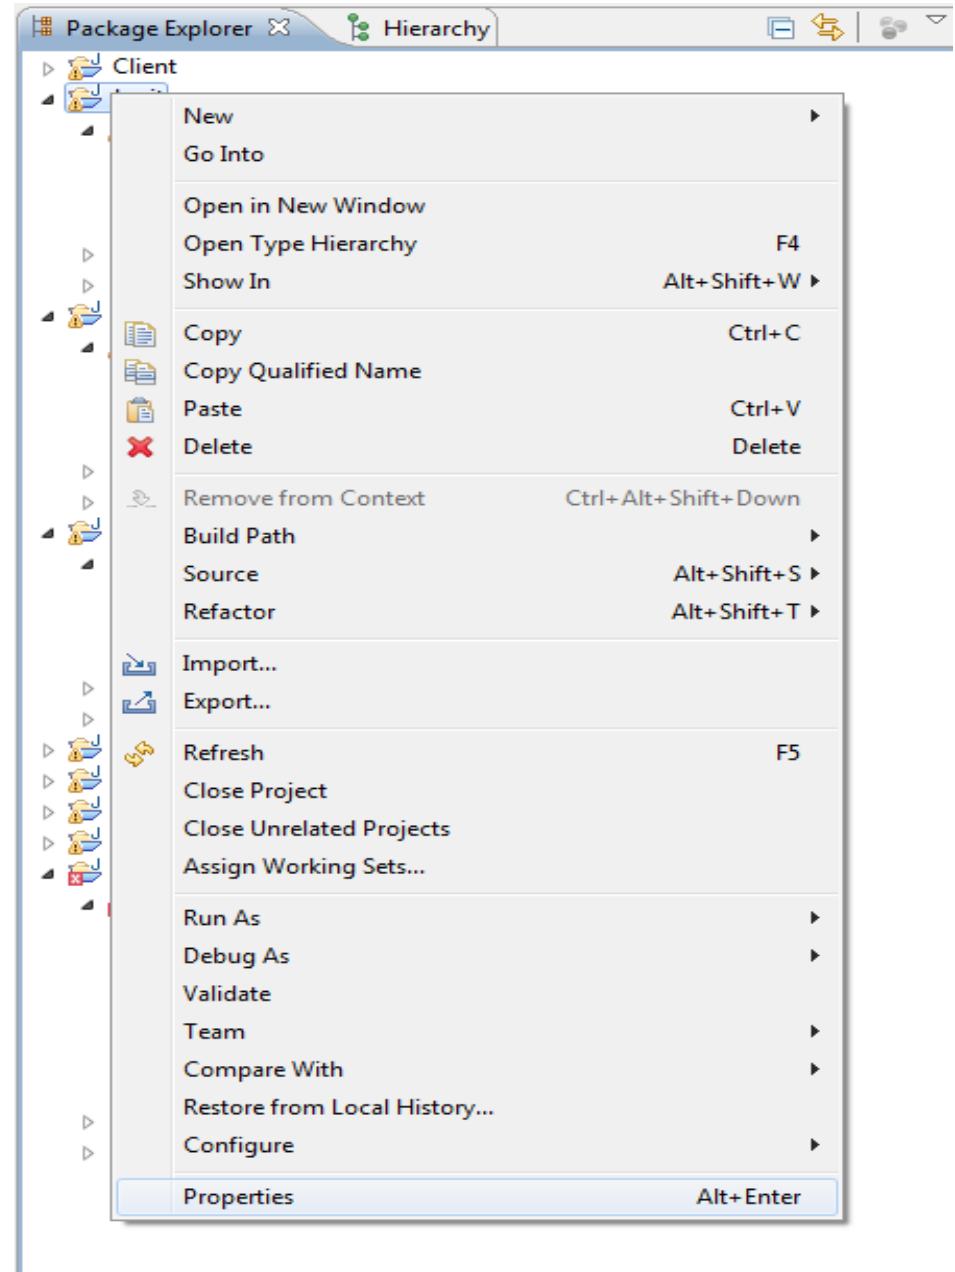 Package Explorer Hierarchy
Client
New
Go Into
Open in New Window
Open Type Hierarchy F4
Show In Alt+Shift+W
Copy Ctrl+C
Copy Qualified Name
Paste Ctrl+V
Delete Delete
Remove from Context Ctrl+Alt+Shift+Down
Build Path
Source Alt+Shift+S
Refactor Alt+Shift+T
Import...
Export...
Refresh F5
Close Project
Close Unrelated Projects
Assign Working Sets...
Run As
Debug As
Validate
Team
Compare With
Restore from Local History...
Configure
Properties Alt+Enter